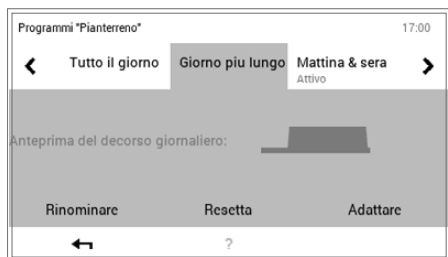 Programmi "Pianterreno" 17:00
Tutto il giorno Giorno piu lungo Mattina & sera
Attivo
Anteprima del decorso giornaliero:
Rinominare Resetta Adattare
?